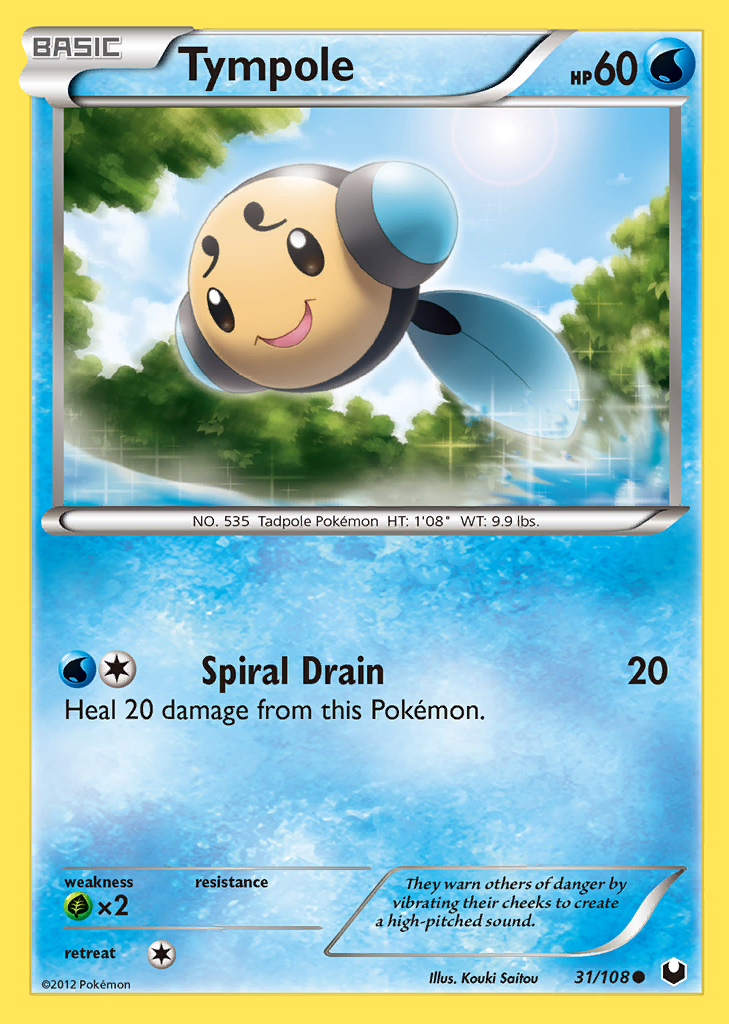 BASIC
Tympole
HP60
NO. 535 Tadpole Pokémon HT: 1'08" WT: 9.9 lbs.
Spiral Drain 20
Heal 20 damage from this Pokémon.
weakness resistance
×2
retreat
They warn others of danger by
vibrating their cheeks to create
a high-pitched sound.
Illus. Kouki Saitou 31/108
©2012 Pokémon